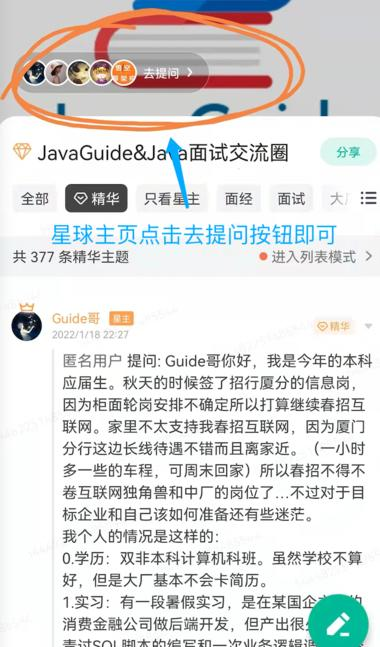 去提问
JavaGuide&Java面试交流圈
分享
全部 精华 只看星主 面经 面试
星球主页点击去提问按钮即可
共 377 条精华主题 进入列表模式
Guide哥 星主
2022/1/18 22:27
精华
匿名用户 提问: Guide哥你好，我是今年的本科
应届生。秋天的时候签了招行厦分的信息岗，
因为柜面轮岗安排不确定所以打算继续春招互
联网。家里不太支持我春招互联网，因为厦门
分行这边长线待遇不错而且离家近。（一小时
多一些的车程，可周末回家）所以春招不得不
卷互联网独角兽和中厂的岗位了...不过对于目
标企业和自己该如何准备还有些迷茫。
我个人的情况是这样的:
0.学历：双非本科计算机科班。虽然学校不算
好，但是大厂基本不会卡简历。
1.实习：有一段暑假实习，是在某国企
消费金融公司做后端开发，但产出很
责过SQL脚本的编写和一次业务逻辑调